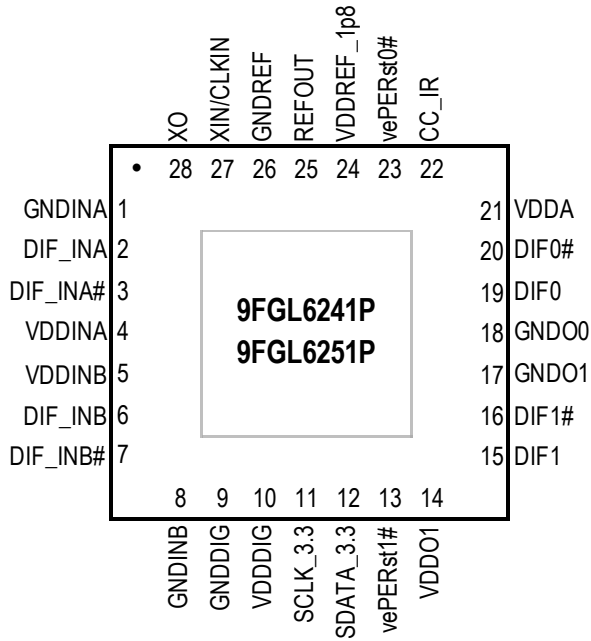 XO
XIN/CLKIN
GNDREF
REFOUT
VDDREF_1p8
vePERst0#
CC_IR
28 27 26 25 24 23 22
GNDINA 1
DIF_INA 2
DIF_INA# 3
VDDINA 4
VDDINB 5
DIF_INB 6
DIF_INB# 7
9FGL6241P
9FGL6251P
21 VDDA
20 DIF0#
19 DIF0
18 GNDO0
17 GNDO1
16 DIF1#
15 DIF1
8 9 10 11 12 13 14
GNDINB
GNDDIG
VDDDIG
SCLK_3.3
SDATA_3.3
vePERst1#
VDDO1